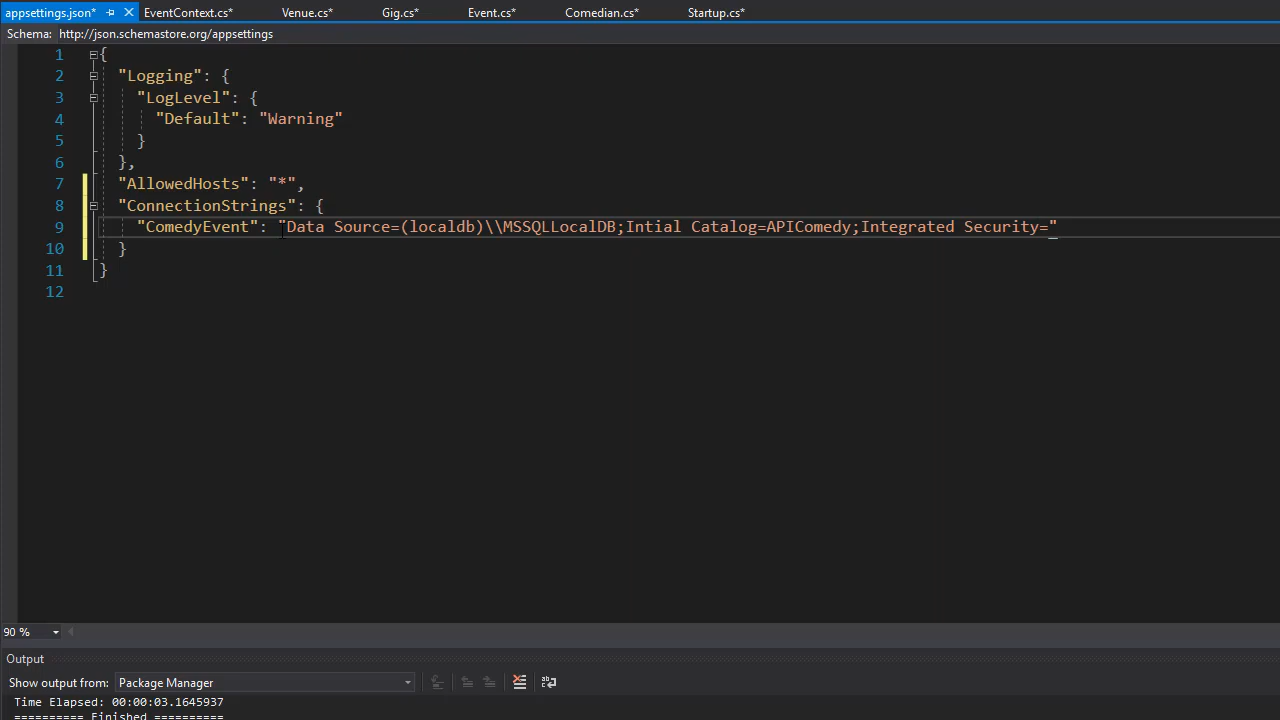 appsettings.json* EventContext.cs* Venue.cs* Gig.cs* Event.cs* Comedian.cs* Startup.cs*
Schema: http://json.schemastore.org/appsettings
1 {
2 "Logging": {
3 "LogLevel": {
4 "Default": "Warning"
5 }
6 },
7 "AllowedHosts": "*",
8 "ConnectionStrings": {
9 "ComedyEvent": "Data Source=(localdb)\\MSSQLLocalDB;Intial Catalog=APIComedy;Integrated Security="
10 }
11 }
12
90 %
Output
Show output from: Package Manager
Time Elapsed: 00:00:03.1645937
========== Finished ==========